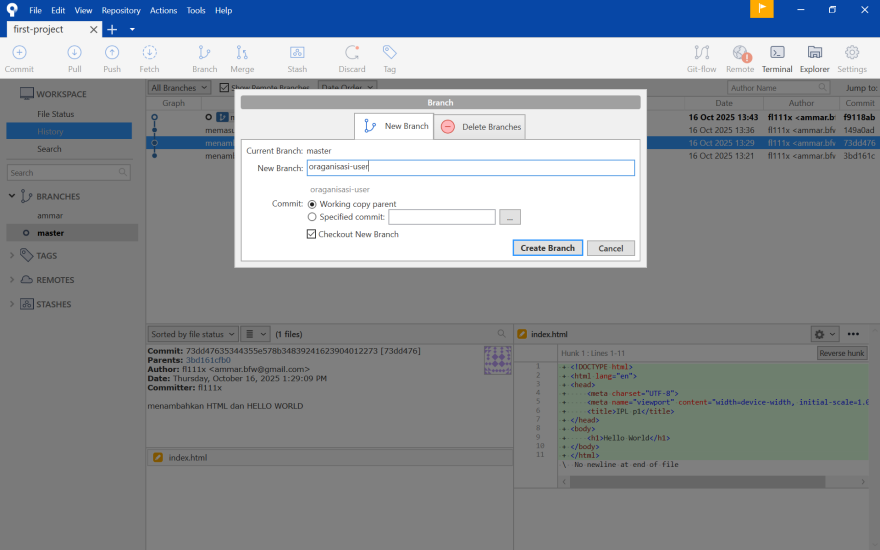 File Edit View Repository Actions Tools Help
first-project
Commit Pull Push Fetch Branch Merge Stash Discard Tag Git-flow Remote Terminal Explorer Settings
All Branches Show Remote Branches Date Order Author Name Jump to:
Graph Date Author Commit
16 Oct 2025 13:43 fl111x <ammar.bfw f9118ab
16 Oct 2025 13:36 fl111x <ammar.bfw 149a0ad
16 Oct 2025 13:29 fl111x <ammar.bfw 73dd476
16 Oct 2025 13:21 fl111x <ammar.bfw 3bd161c
WORKSPACE
File Status
History
Search
Search
BRANCHES
ammar
master
TAGS
REMOTES
STASHES
Branch
New Branch Delete Branches
Current Branch: master
New Branch: oraganisasi-user
oraganisasi-user
Commit: Working copy parent
Specified commit: ...
Checkout New Branch
Create Branch Cancel
Sorted by file status (1 files)
Commit: 73dd47635344355e578b34839241623904012273 [73dd476]
Parents: 3bd161cfb0
Author: fl111x <ammar.bfw@gmail.com>
Date: Thursday, October 16, 2025 1:29:09 PM
Committer: fl111x
menambahkan HTML dan HELLO WORLD
index.html
index.html
Hunk 1 : Lines 1-11 Reverse hunk
1 + <!DOCTYPE html>
2 + <html lang="en">
3 + <head>
4 + <meta charset="UTF-8">
5 + <meta name="viewport" content="width=device-width, initial-scale=1.0
6 + <title>IPL p1</title>
7 + </head>
8 + <body>
9 + <h1>Hello World</h1>
10 + </body>
11 + </html>
\ No newline at end of file